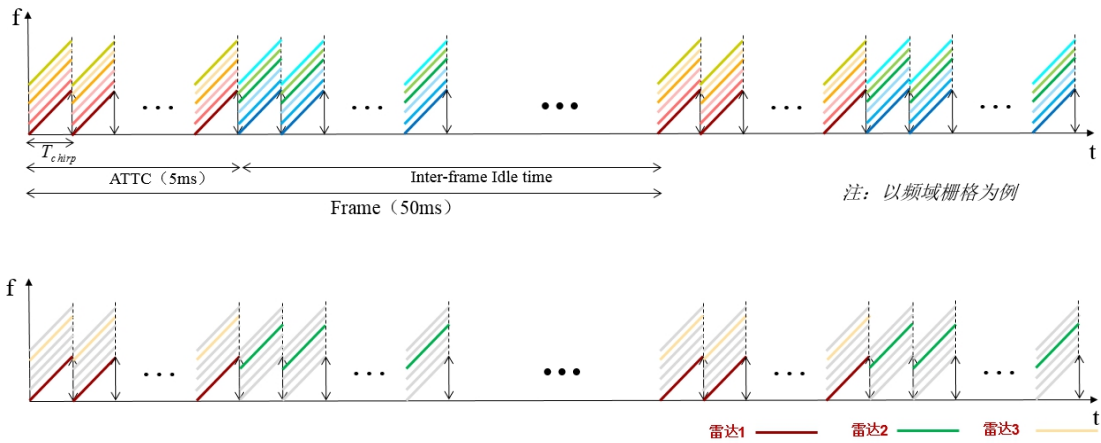 f
t
T chirp
ATTC（5ms）
Inter-frame Idle time
Frame（50ms）
注：以频域栅格为例
f
t
雷达1
雷达2
雷达3